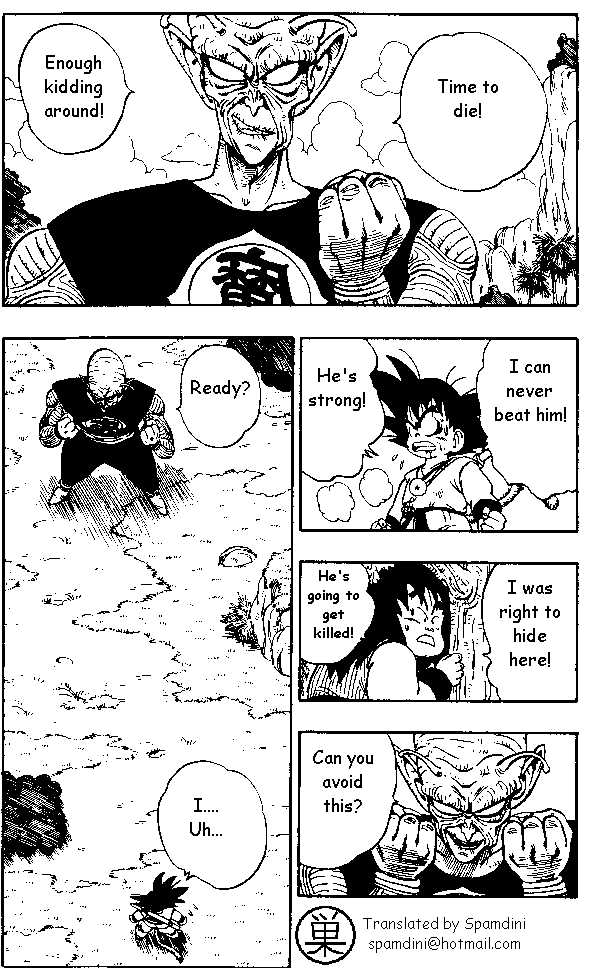 Time to
die!
Enough
kidding
around!
I can
never
beat him!
He's
strong!
I was
right to
hide
here!
He's
going to
get
killed!
Can you
avoid
this?
Ready?
I....
Uh...
巣
Translated by Spamdini
spamdini@hotmail.com